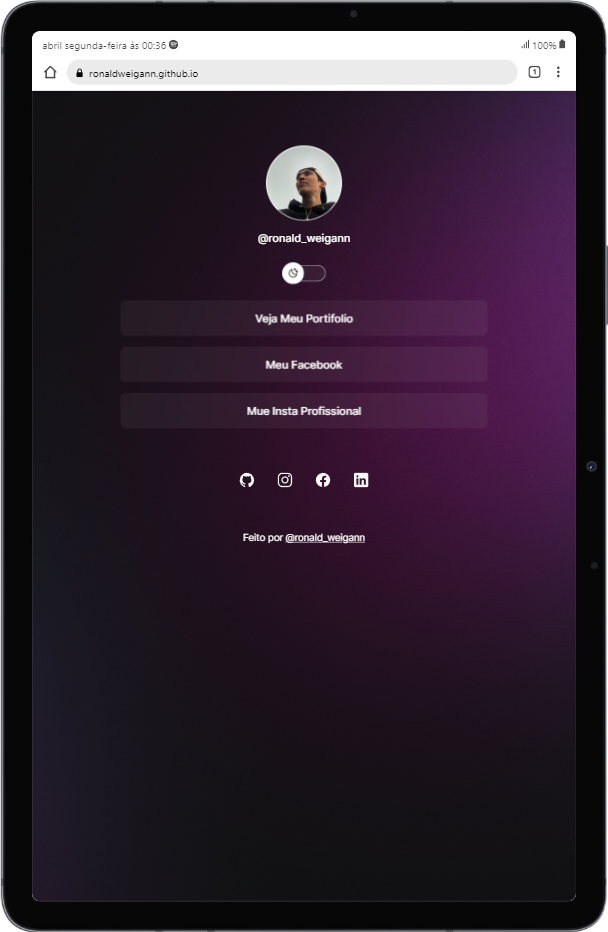 abril segunda-feira às 00:36
100%
ronaldweigann.github.io
1
@ronald_weigann
Veja Meu Portifolio
Meu Facebook
Mue Insta Profissional
in
Feito por @ronald_weigann